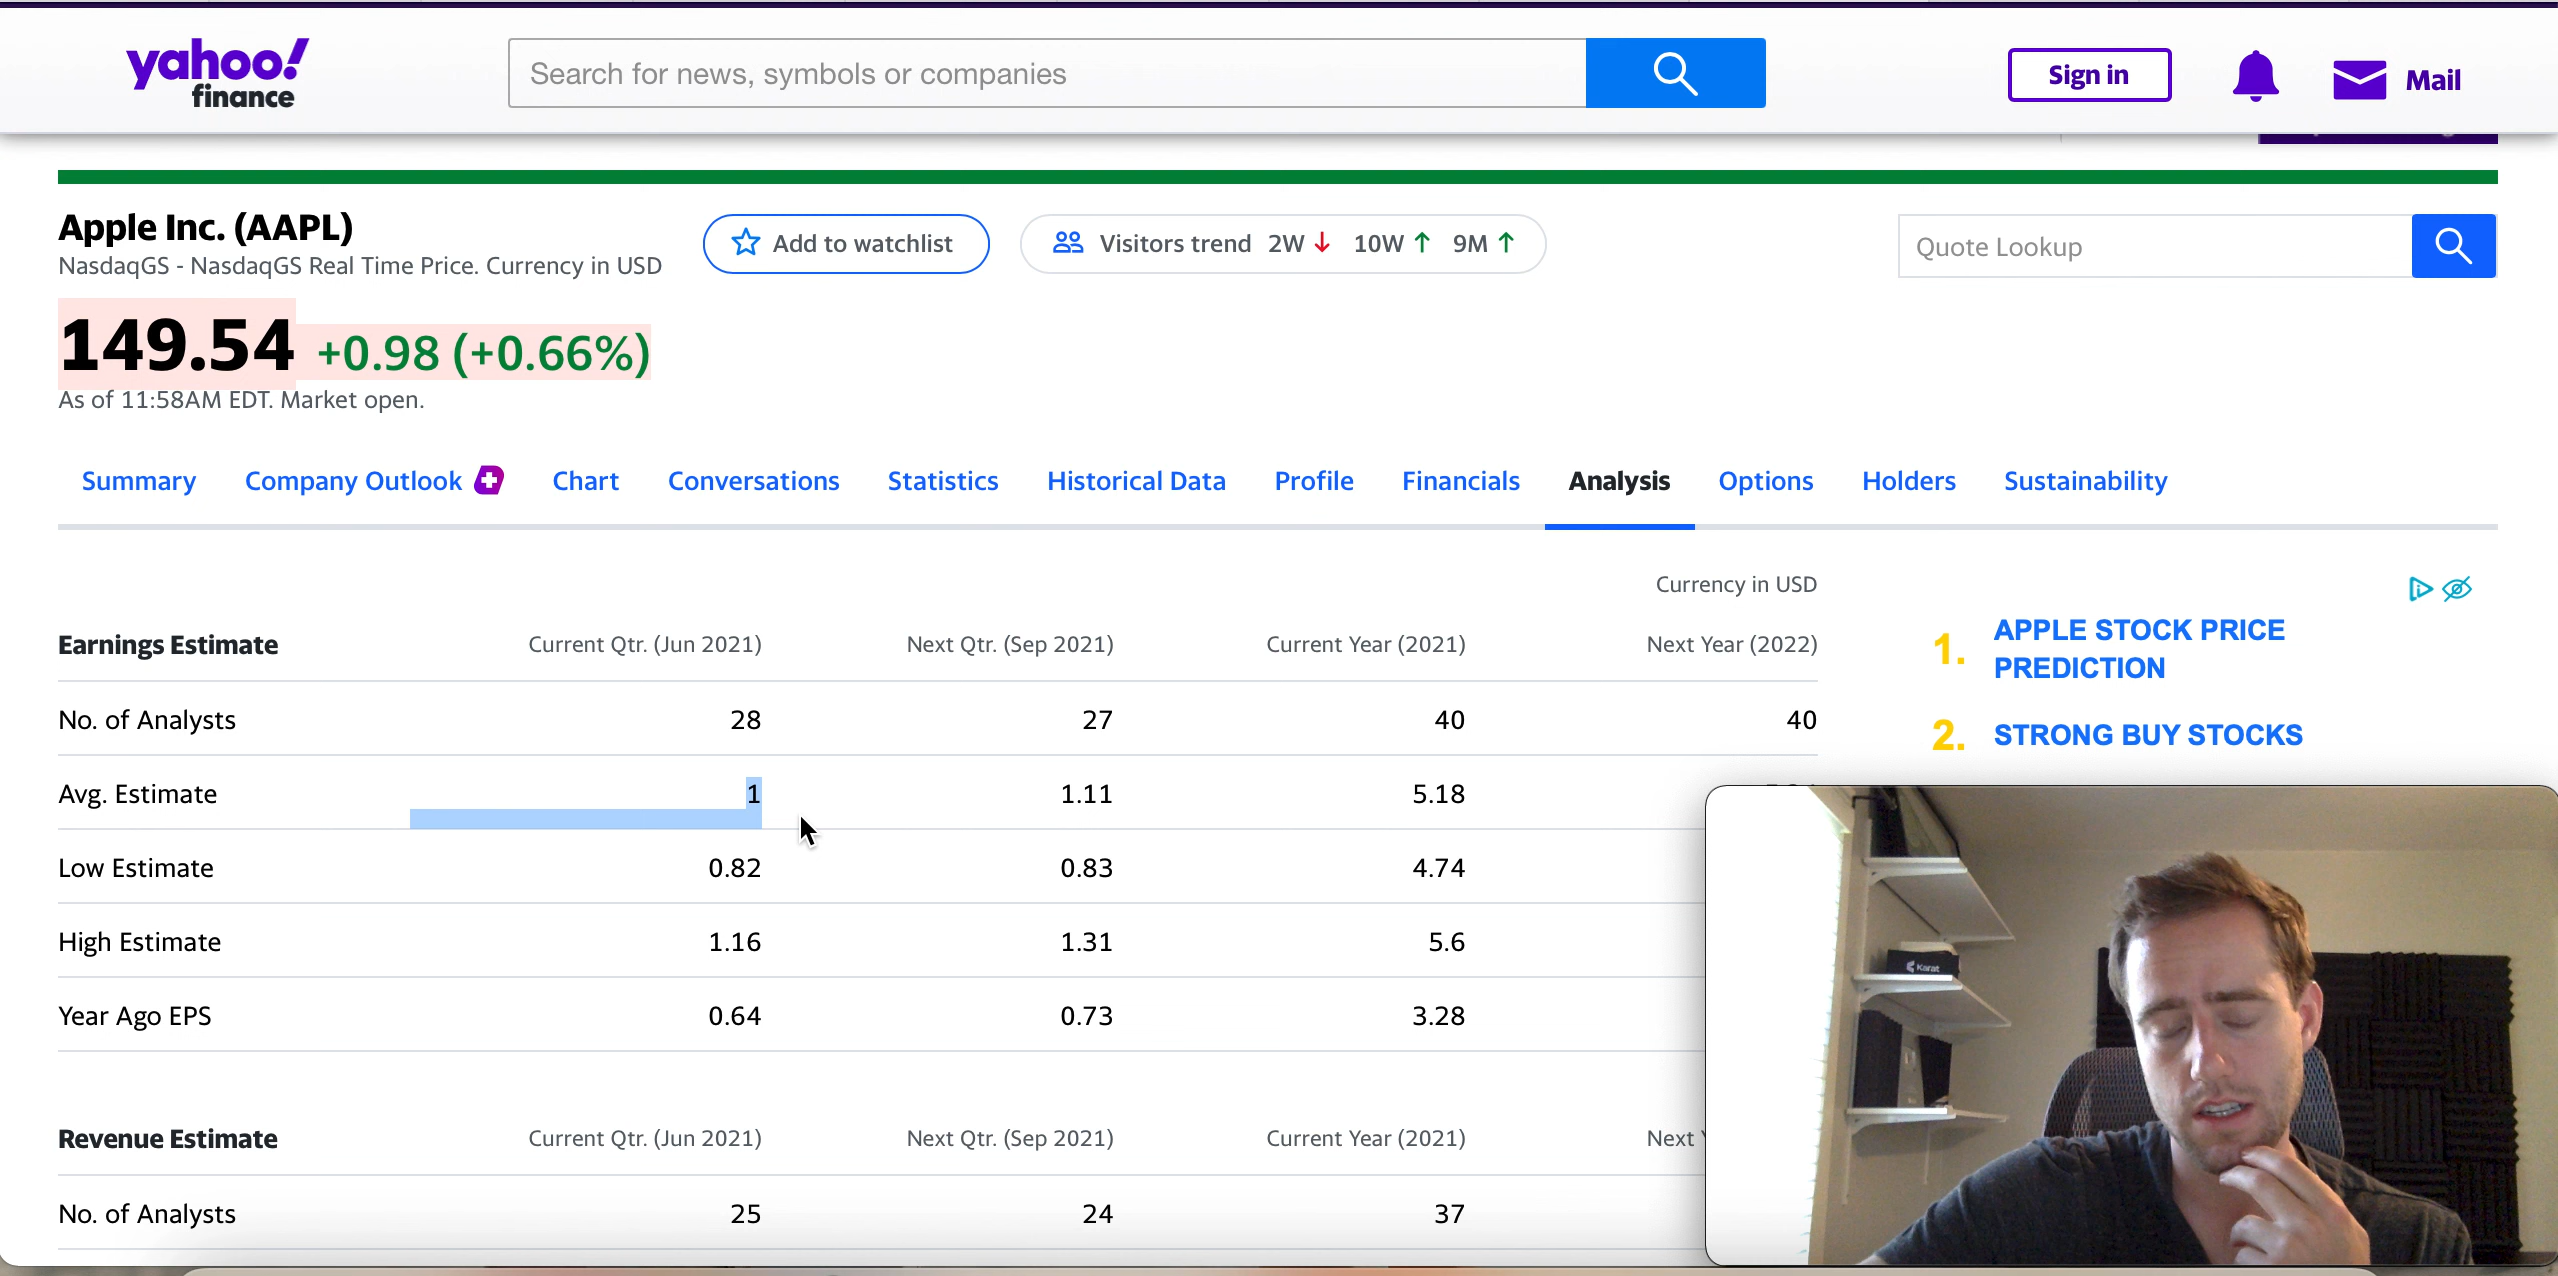 yahoo!
finance
Search for news, symbols or companies
Sign in
Mail
Apple Inc. (AAPL)
NasdaqGS - NasdaqGS Real Time Price. Currency in USD
Add to watchlist
Visitors trend 2W ↓ 10W ↑ 9M ↑
Quote Lookup
149.54 +0.98 (+0.66%)
As of 11:58AM EDT. Market open.
Summary Company Outlook Chart Conversations Statistics Historical Data Profile Financials Analysis Options Holders Sustainability
Currency in USD
Earnings Estimate Current Qtr. (Jun 2021) Next Qtr. (Sep 2021) Current Year (2021) Next Year (2022)
No. of Analysts 28 27 40 40
Avg. Estimate 1 1.11 5.18
Low Estimate 0.82 0.83 4.74
High Estimate 1.16 1.31 5.6
Year Ago EPS 0.64 0.73 3.28
Revenue Estimate Current Qtr. (Jun 2021) Next Qtr. (Sep 2021) Current Year (2021) Next
No. of Analysts 25 24 37
1. APPLE STOCK PRICE
PREDICTION
2. STRONG BUY STOCKS
Karat